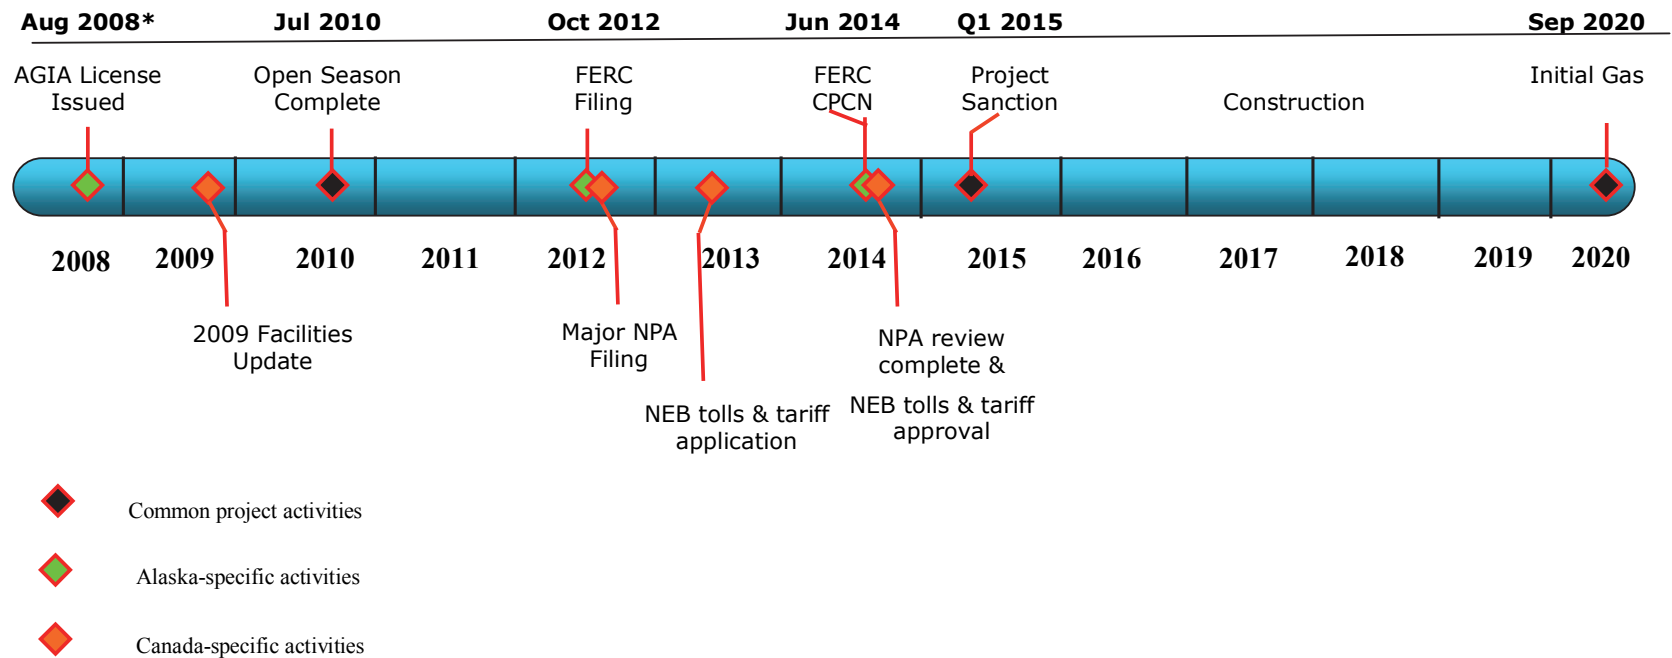 Aug 2008* Jul 2010 Oct 2012 Jun 2014 Q1 2015 Sep 2020
AGIA License
Issued
Open Season
Complete
FERC
Filing
FERC
CPCN
Project
Sanction
Construction
Initial Gas
2008 2009 2010 2011 2012 2013 2014 2015 2016 2017 2018 2019 2020
2009 Facilities
Update
Major NPA
Filing
NEB tolls & tariff
application
NPA review
complete &
NEB tolls & tariff
approval
Common project activities
Alaska-specific activities
Canada-specific activities